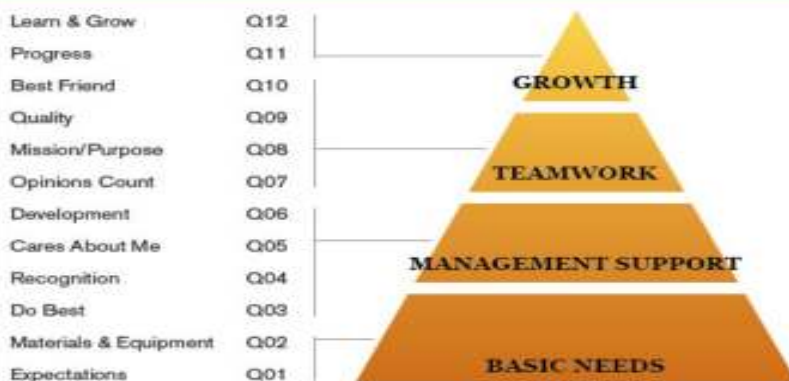 Learn & Grow Q12
Progress Q11
Best Friend Q10
Quality Q09
Mission/Purpose Q08
Opinions Count Q07
Development Q06
Cares About Me Q05
Recognition Q04
Do Best Q03
Materials & Equipment Q02
Expectations Q01
GROWTH
TEAMWORK
MANAGEMENT SUPPORT
BASIC NEEDS